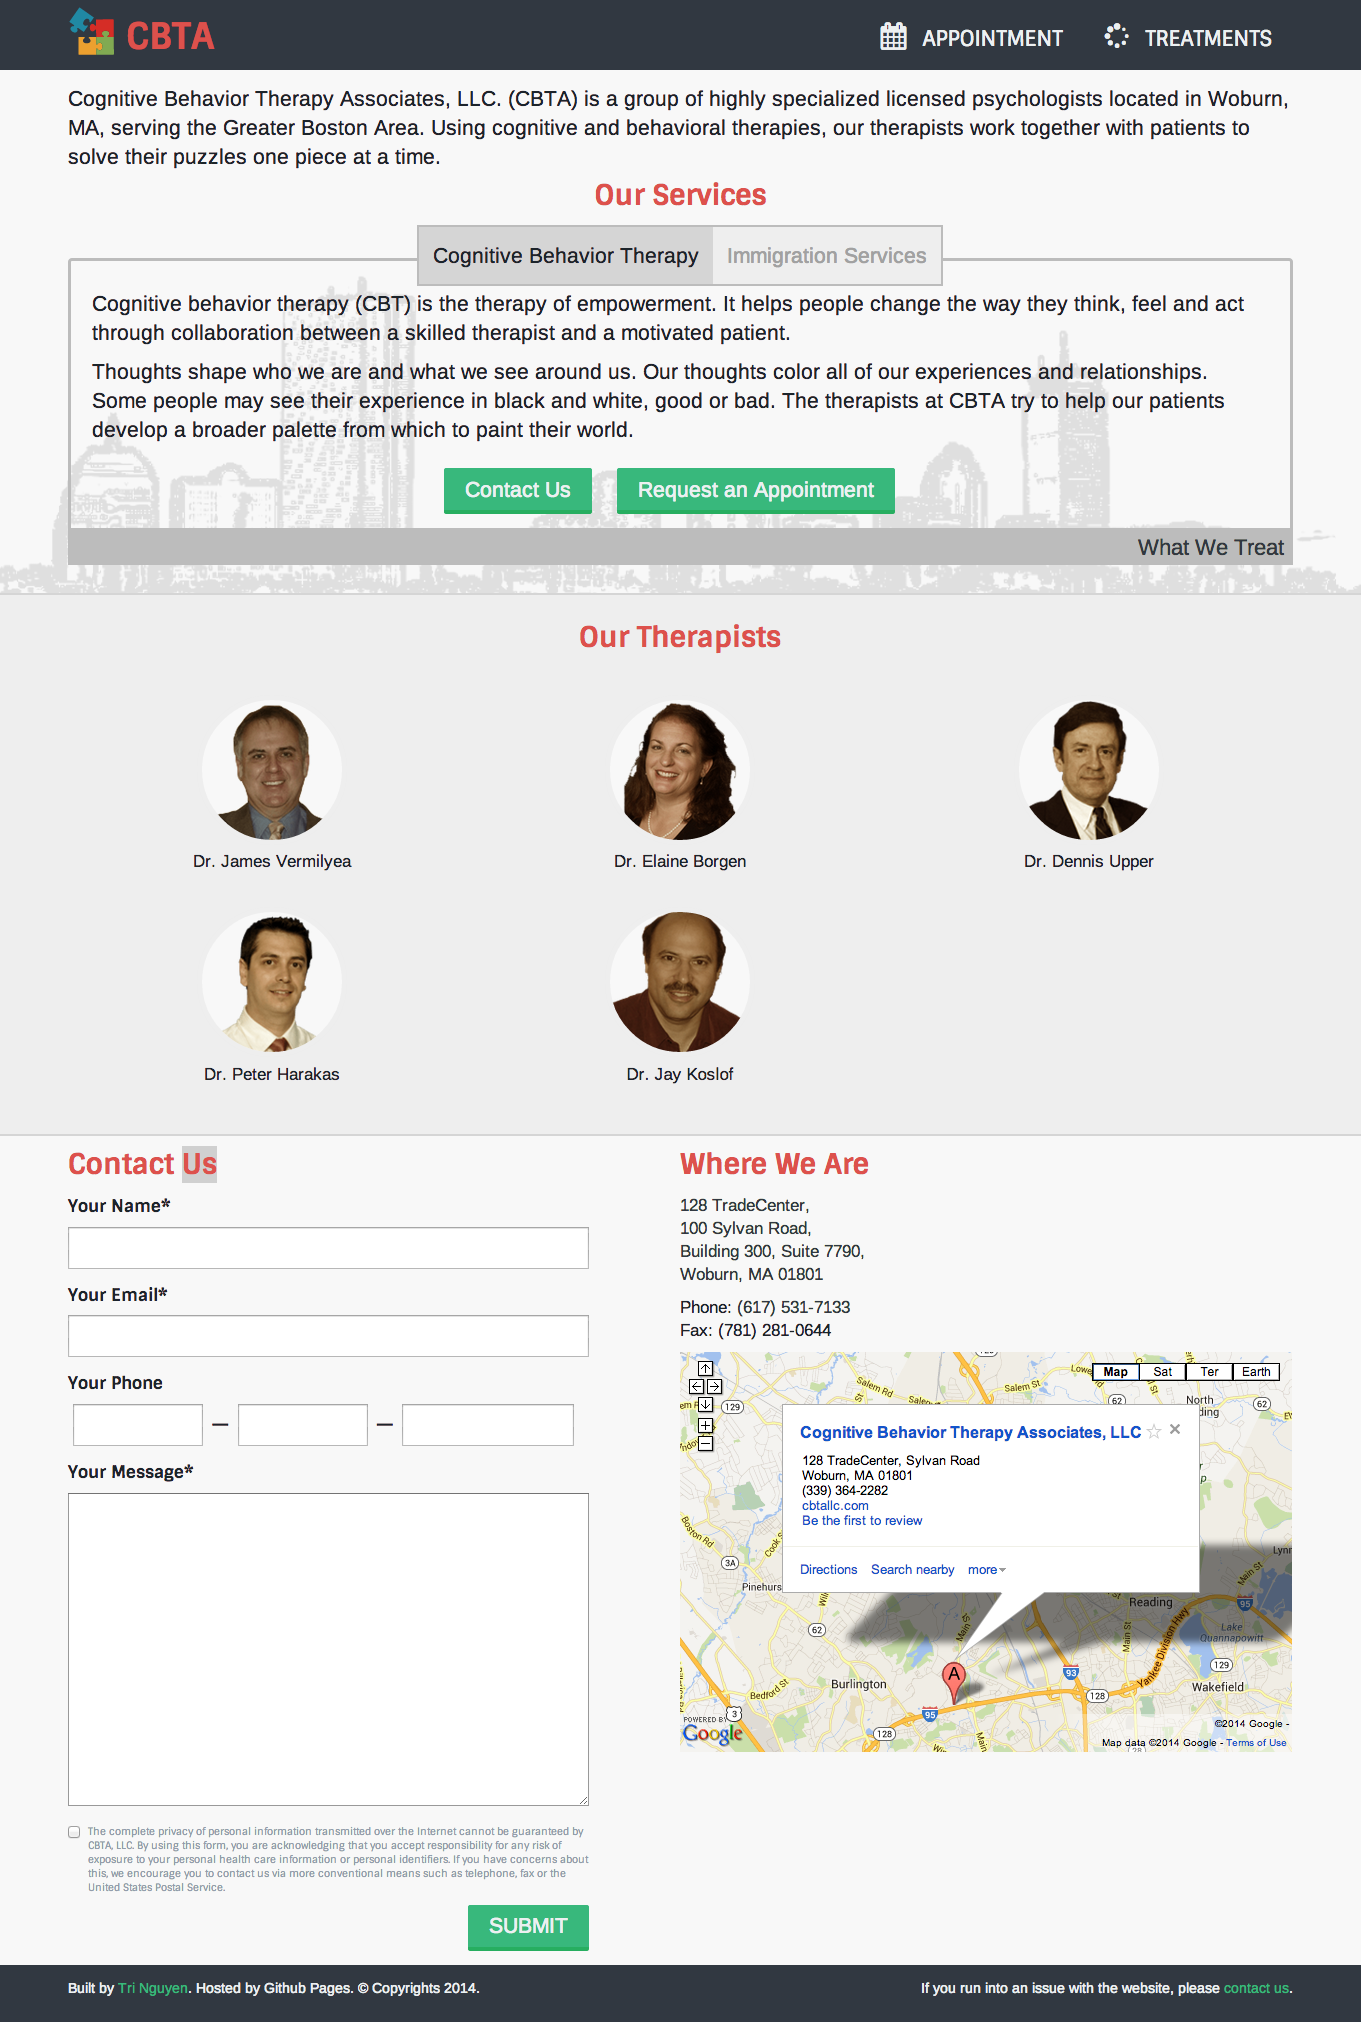 CBTA
APPOINTMENT
TREATMENTS
Cognitive Behavior Therapy Associates, LLC. (CBTA) is a group of highly specialized licensed psychologists located in Woburn,
MA, serving the Greater Boston Area. Using cognitive and behavioral therapies, our therapists work together with patients to
solve their puzzles one piece at a time.
Our Services
Cognitive Behavior Therapy
Immigration Services
Cognitive behavior therapy (CBT) is the therapy of empowerment. It helps people change the way they think, feel and act
through collaboration between a skilled therapist and a motivated patient.
Thoughts shape who we are and what we see around us. Our thoughts color all of our experiences and relationships.
Some people may see their experience in black and white, good or bad. The therapists at CBTA try to help our patients
develop a broader palette from which to paint their world.
Contact Us
Request an Appointment
What We Treat
Our Therapists
Dr. James Vermilyea
Dr. Elaine Borgen
Dr. Dennis Upper
Dr. Peter Harakas
Dr. Jay Koslof
Contact Us
Your Name*
Your Email*
Your Phone
– –
Your Message*
The complete privacy of personal information transmitted over the Internet cannot be guaranteed by
CBTA, LLC. By using this form, you are acknowledging that you accept responsibility for any risk of
exposure to your personal health care information or personal identifiers. If you have concerns about
this, we encourage you to contact us via more conventional means such as telephone, fax or the
United States Postal Service.
SUBMIT
Where We Are
128 TradeCenter,
100 Sylvan Road,
Building 300, Suite 7790,
Woburn, MA 01801
Phone: (617) 531-7133
Fax: (781) 281-0644
Map
Sat
Ter
Earth
Salem Rd
Salem St
129
62
North
62
Cognitive Behavior Therapy Associates, LLC
128 TradeCenter, Sylvan Road
Woburn, MA 01801
(339) 364-2282
cbtallc.com
Be the first to review
Directions
Search nearby
more
Boston Rd
3A
62
Main St
Reading
95
Main St
Lake
Quannapowitt
Main St
Yankee Division Hwy
129
Wakefield
93
Burlington
A
Bedford St
128
95
3
128
POWERED BY
Google
©2014 Google -
Map data ©2014 Google - Terms of Use
Built by Tri Nguyen. Hosted by Github Pages. © Copyrights 2014.
If you run into an issue with the website, please contact us.